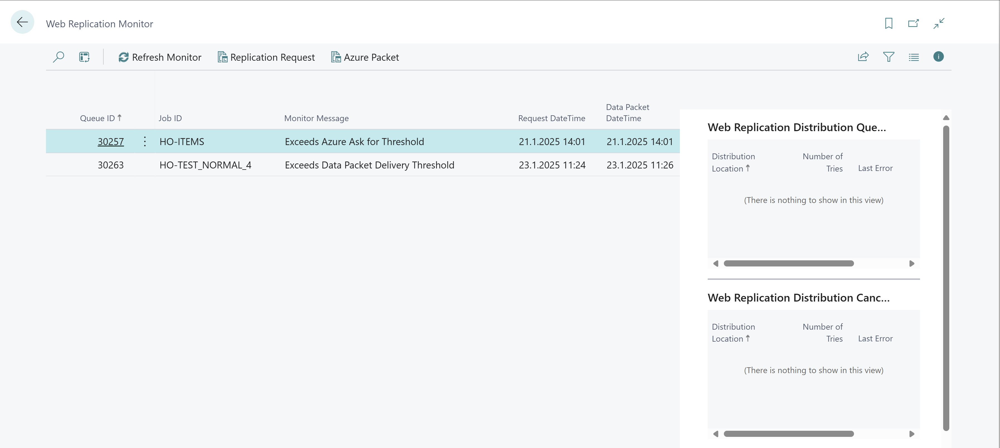 Web Replication Monitor
Refresh Monitor Replication Request Azure Packet
Queue ID ↑ Job ID Monitor Message Request DateTime Data Packet DateTime
30257 HO-ITEMS Exceeds Azure Ask for Threshold 21.1.2025 14:01 21.1.2025 14:01
30263 HO-TEST_NORMAL_4 Exceeds Data Packet Delivery Threshold 23.1.2025 11:24 23.1.2025 11:26
Web Replication Distribution Que...
Distribution Location ↑ Number of Tries Last Error
(There is nothing to show in this view)
Web Replication Distribution Canc...
Distribution Location ↑ Number of Tries Last Error
(There is nothing to show in this view)